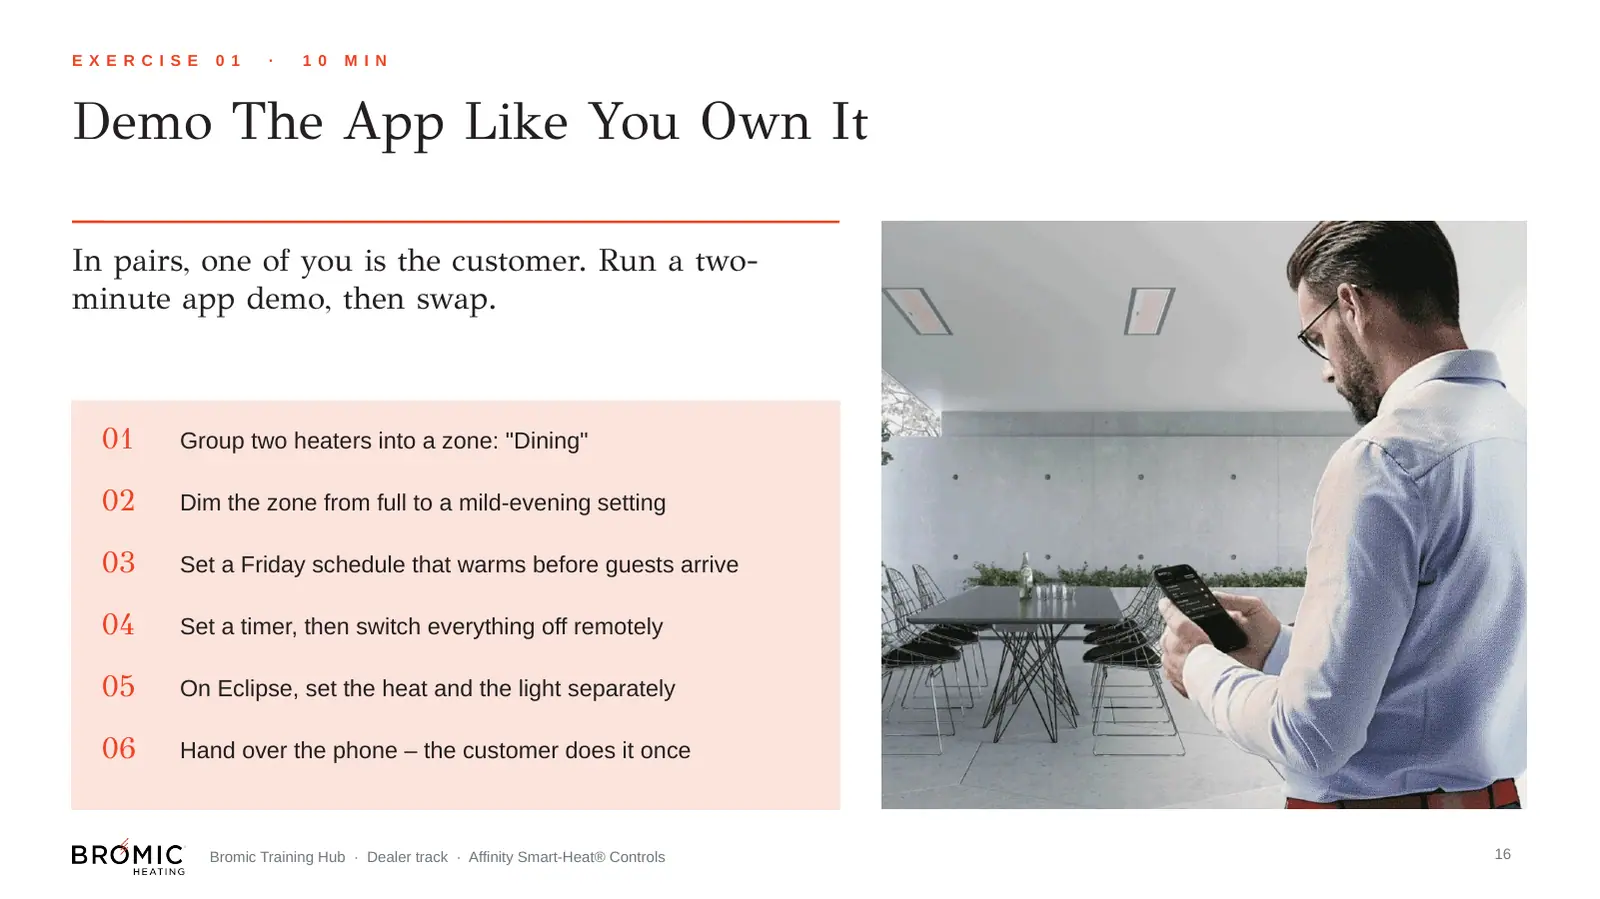 EXERCISE 01 · 10 MIN
Demo The App Like You Own It
In pairs, one of you is the customer. Run a two-
minute app demo, then swap.
01 Group two heaters into a zone: "Dining"
02 Dim the zone from full to a mild-evening setting
03 Set a Friday schedule that warms before guests arrive
04 Set a timer, then switch everything off remotely
05 On Eclipse, set the heat and the light separately
06 Hand over the phone – the customer does it once
BROMIC
HEATING
Bromic Training Hub · Dealer track · Affinity Smart-Heat® Controls
16